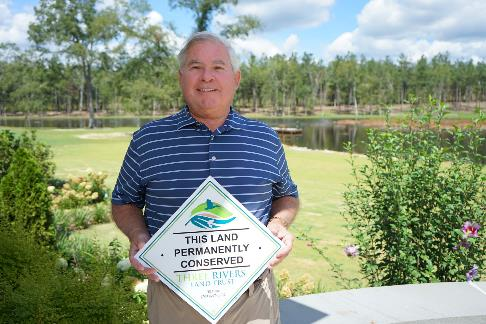 THIS LAND
PERMANENTLY
CONSERVED
THREE RIVERS
LAND TRUST